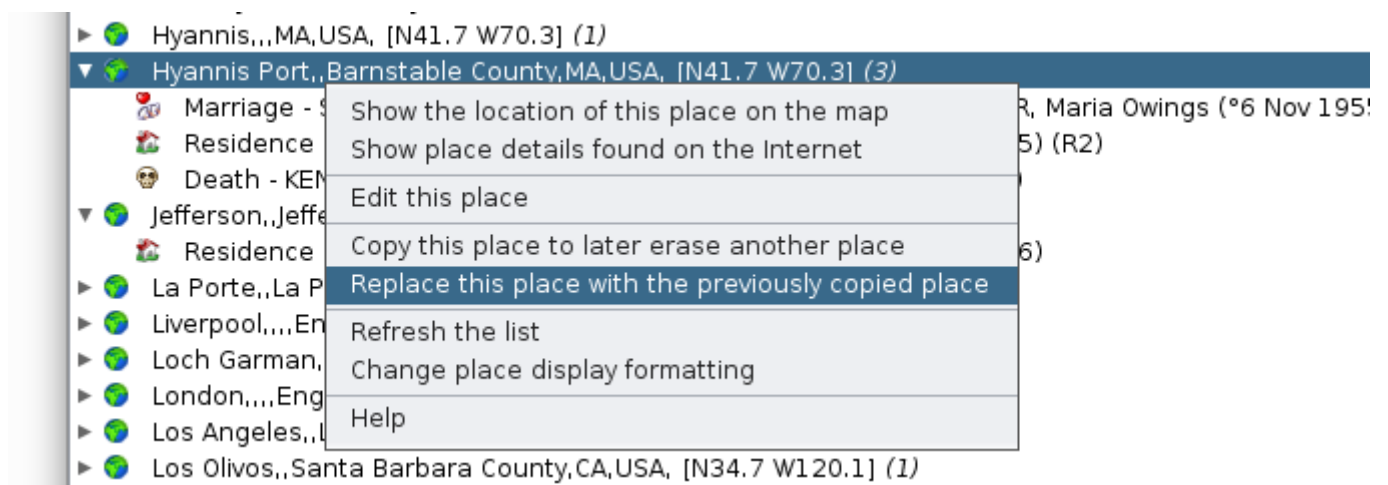 Hyannis,,,MA,USA, [N41.7 W70.3] (1)
Hyannis Port,,Barnstable County,MA,USA, [N41.7 W70.3] (3)
Marriage - R, Maria Owings (°6 Nov 195
Show the location of this place on the map
Residence 5) (R2)
Show place details found on the Internet
Death - KEN
Edit this place
Jefferson,,Jeffe
Copy this place to later erase another place
Residence 6)
Replace this place with the previously copied place
La Porte,,La P
Liverpool,,,,En
Refresh the list
Loch Garman,
Change place display formatting
London,,,,Eng
Help
Los Angeles,,L
Los Olivos,,Santa Barbara County,CA,USA, [N34.7 W120.1] (1)